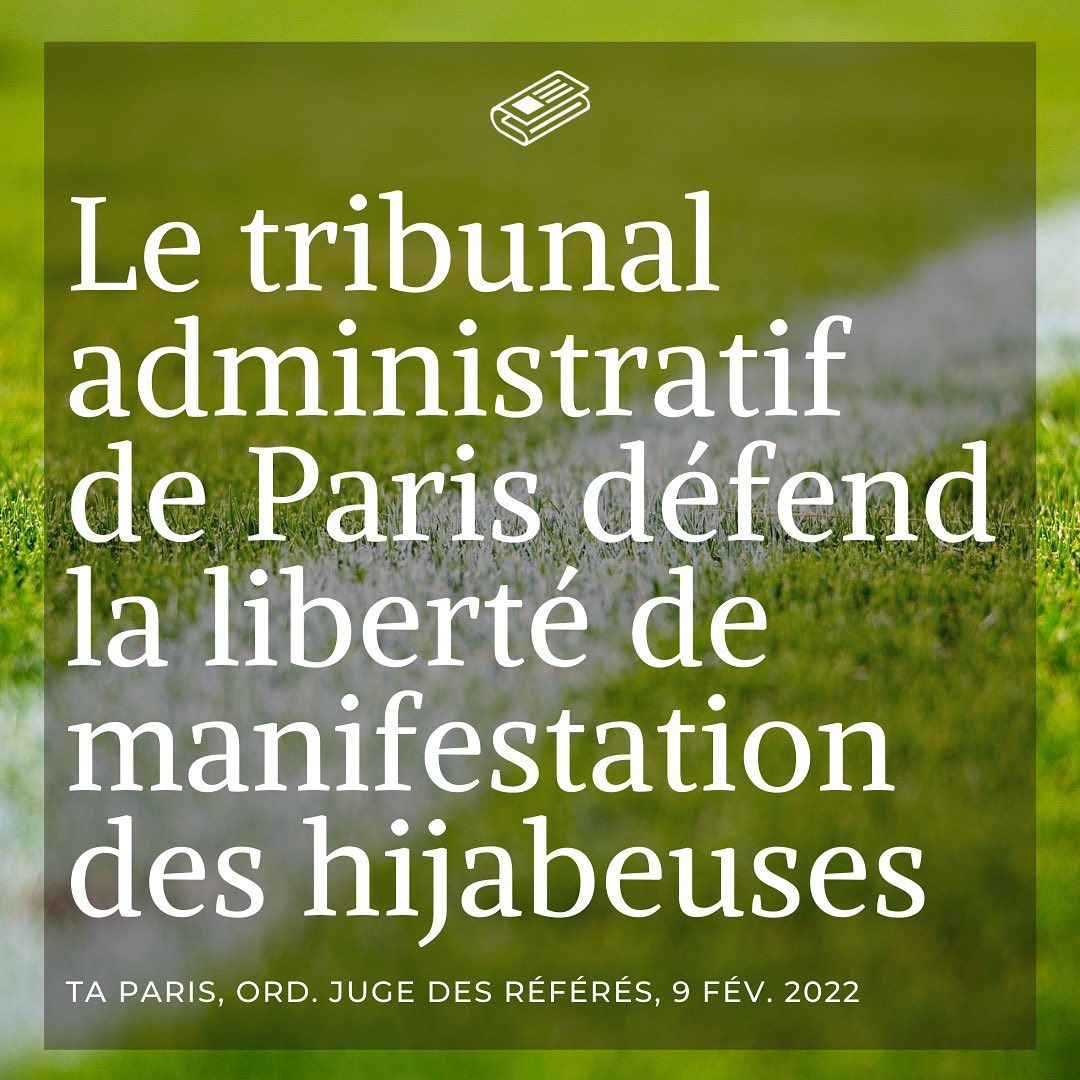 Le tribunal
administratif
de Paris défend
la liberté de
manifestation
des hijabeuses
TA PARIS, ORD. JUGE DES RÉFÉRÉS, 9 FÉV. 2022